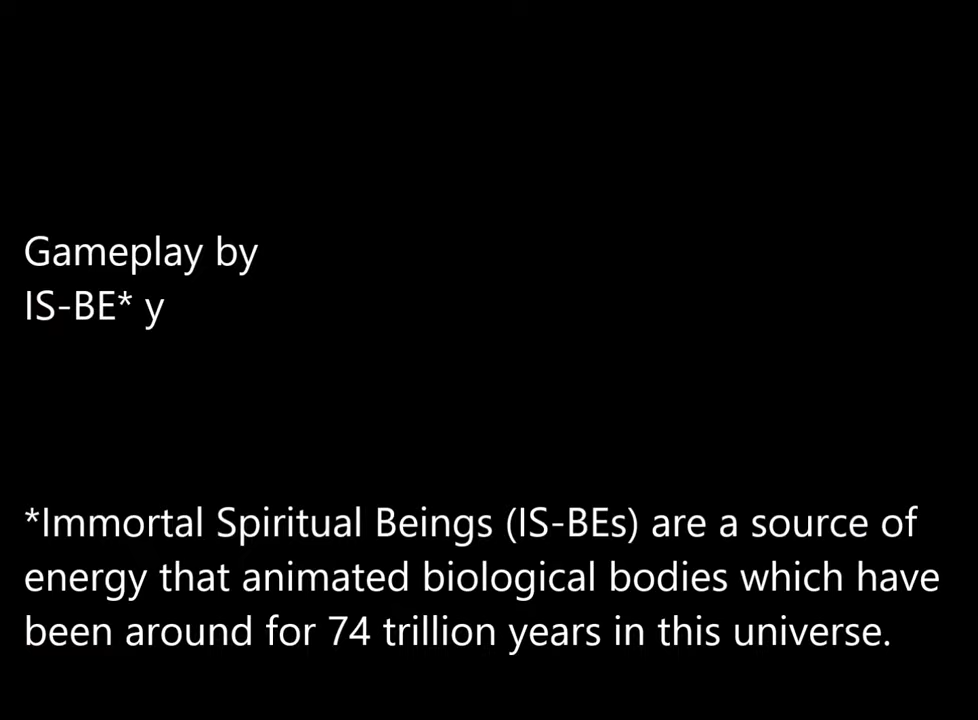 Gameplay by
IS-BE* y
*Immortal Spiritual Beings (IS-BEs) are a source of
energy that animated biological bodies which have
been around for 74 trillion years in this universe.